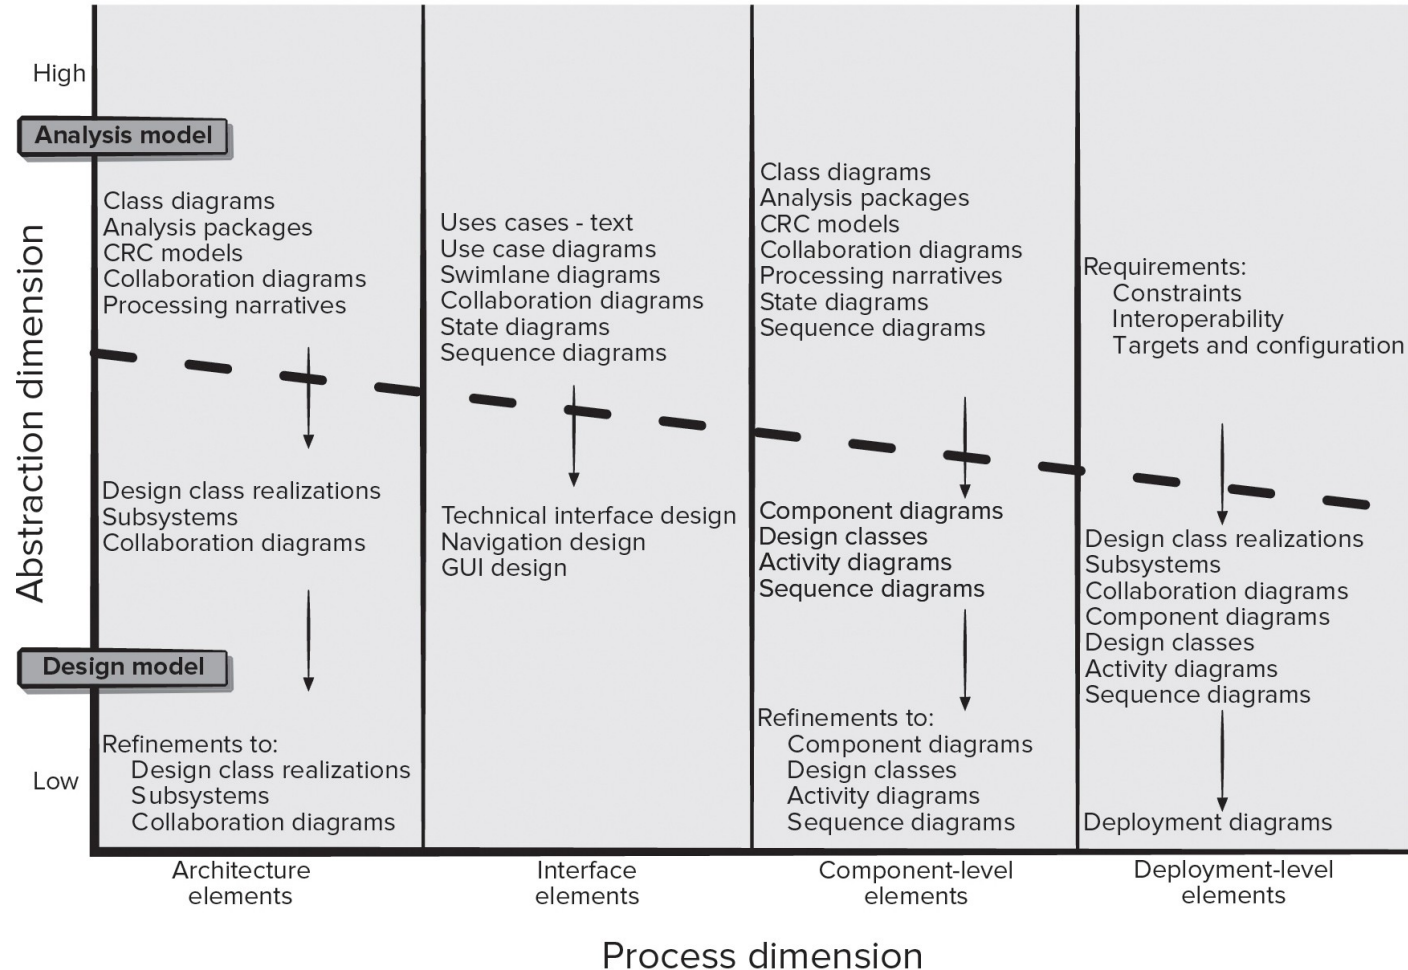 High
Analysis model
Abstraction dimension
Design model
Low
Class diagrams
Analysis packages
CRC models
Collaboration diagrams
Processing narratives
Design class realizations
Subsystems
Collaboration diagrams
Refinements to:
Design class realizations
Subsystems
Collaboration diagrams
Architecture
elements
Uses cases - text
Use case diagrams
Swimlane diagrams
Collaboration diagrams
State diagrams
Sequence diagrams
Technical interface design
Navigation design
GUI design
Interface
elements
Class diagrams
Analysis packages
CRC models
Collaboration diagrams
Processing narratives
State diagrams
Sequence diagrams
Component diagrams
Design classes
Activity diagrams
Sequence diagrams
Refinements to:
Component diagrams
Design classes
Activity diagrams
Sequence diagrams
Component-level
elements
Requirements:
Constraints
Interoperability
Targets and configuration
Design class realizations
Subsystems
Collaboration diagrams
Component diagrams
Design classes
Activity diagrams
Sequence diagrams
Deployment diagrams
Deployment-level
elements
Process dimension